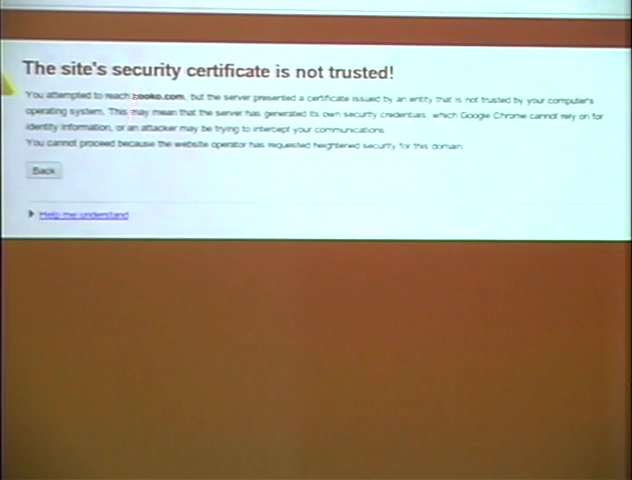 The site's security certificate is not trusted!
You attempted to reach zooko.com, but the server presented a certificate issued by an entity that is not trusted by your computer's
operating system. This may mean that the server has generated its own security credentials, which Google Chrome cannot rely on for
identity information, or an attacker may be trying to intercept your communications.
You cannot proceed because the website operator has requested heightened security for this domain.
Back
Help me understand